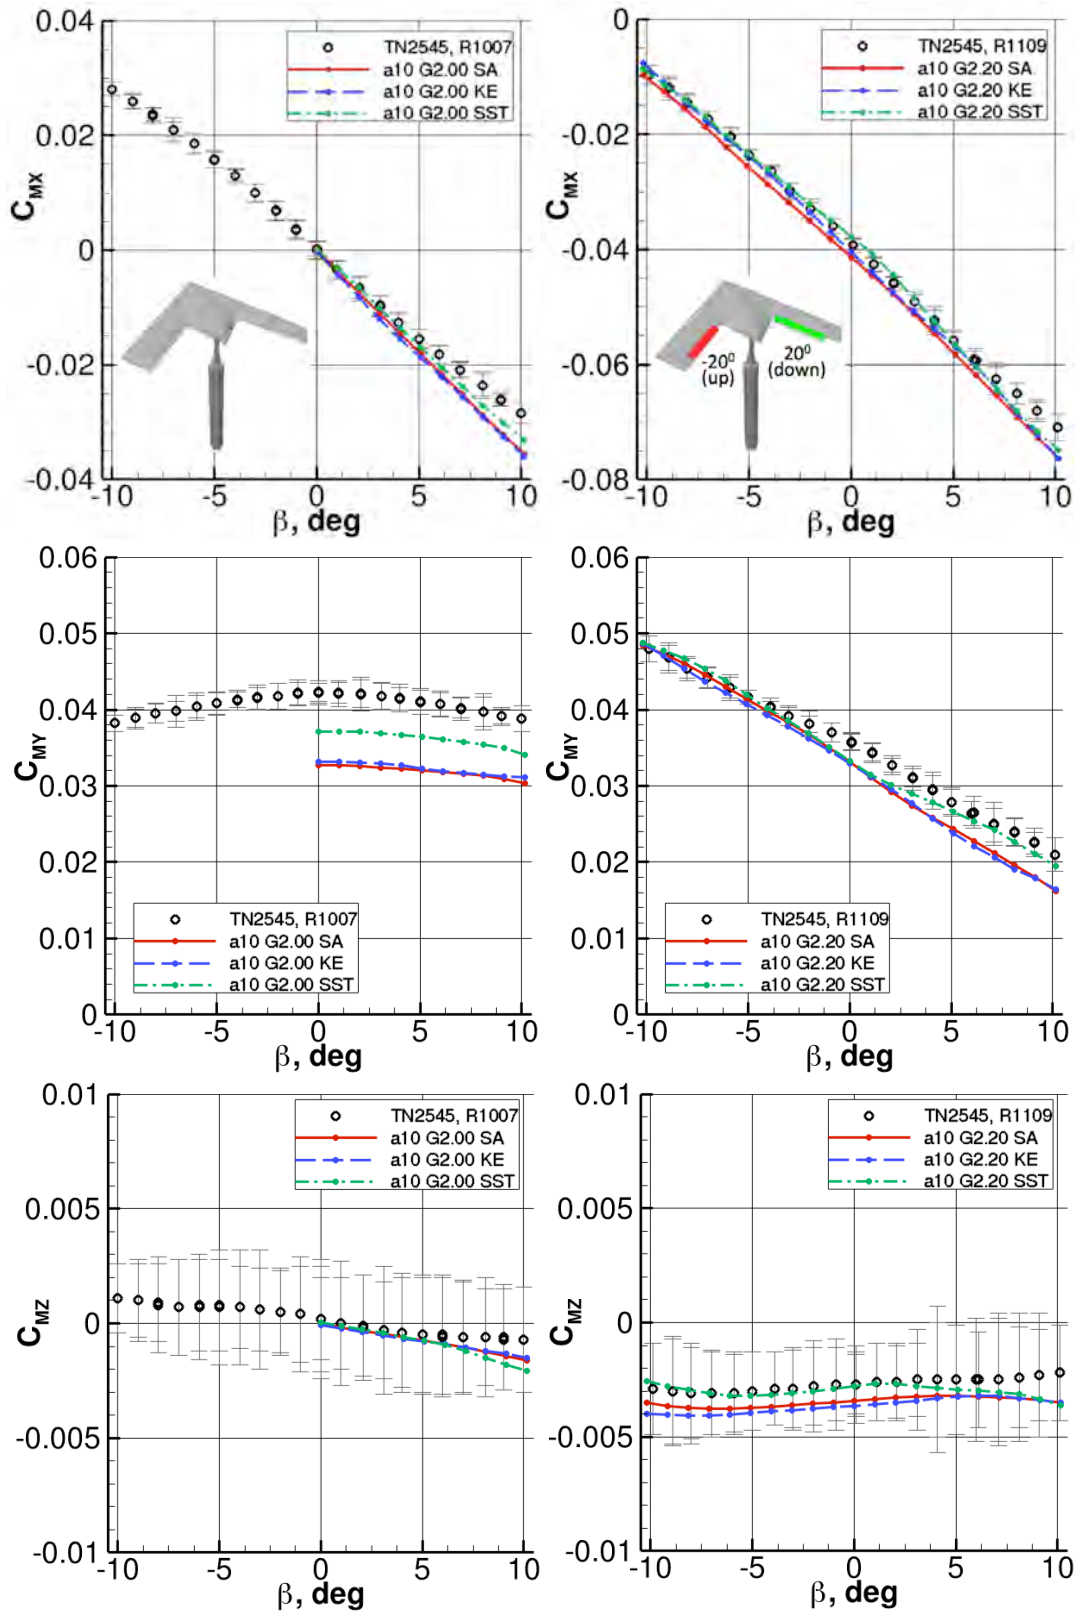 0.04
0.02
0
-0.02
-0.04
C_MX
TN2545, R1007
a10 G2.00 SA
a10 G2.00 KE
a10 G2.00 SST
-10
-5
0
5
10
β, deg
0
-0.02
-0.04
-0.06
-0.08
C_MX
TN2545, R1109
a10 G2.20 SA
a10 G2.20 KE
a10 G2.20 SST
-20⁰
(up)
20⁰
(down)
-10
-5
0
5
10
β, deg
0.06
0.05
0.04
0.03
0.02
0.01
0
C_MY
TN2545, R1007
a10 G2.00 SA
a10 G2.00 KE
a10 G2.00 SST
-10
-5
0
5
10
β, deg
0.06
0.05
0.04
0.03
0.02
0.01
0
C_MY
TN2545, R1109
a10 G2.20 SA
a10 G2.20 KE
a10 G2.20 SST
-10
-5
0
5
10
β, deg
0.01
0.005
0
-0.005
-0.01
C_MZ
TN2545, R1007
a10 G2.00 SA
a10 G2.00 KE
a10 G2.00 SST
-10
-5
0
5
10
β, deg
0.01
0.005
0
-0.005
-0.01
C_MZ
TN2545, R1109
a10 G2.20 SA
a10 G2.20 KE
a10 G2.20 SST
-10
-5
0
5
10
β, deg